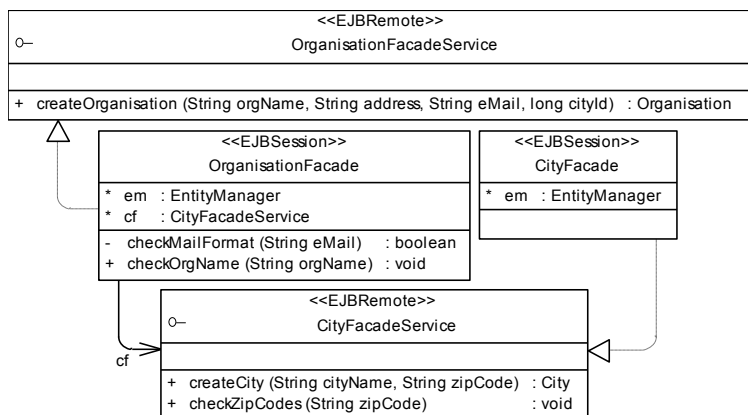 <<EJBRemote>>
OrganisationFacadeService
+ createOrganisation (String orgName, String address, String eMail, long cityId) : Organisation
<<EJBSession>>
OrganisationFacade
* em : EntityManager
* cf : CityFacadeService
- checkMailFormat (String eMail) : boolean
+ checkOrgName (String orgName) : void
<<EJBSession>>
CityFacade
* em : EntityManager
cf
<<EJBRemote>>
CityFacadeService
+ createCity (String cityName, String zipCode) : City
+ checkZipCodes (String zipCode) : void